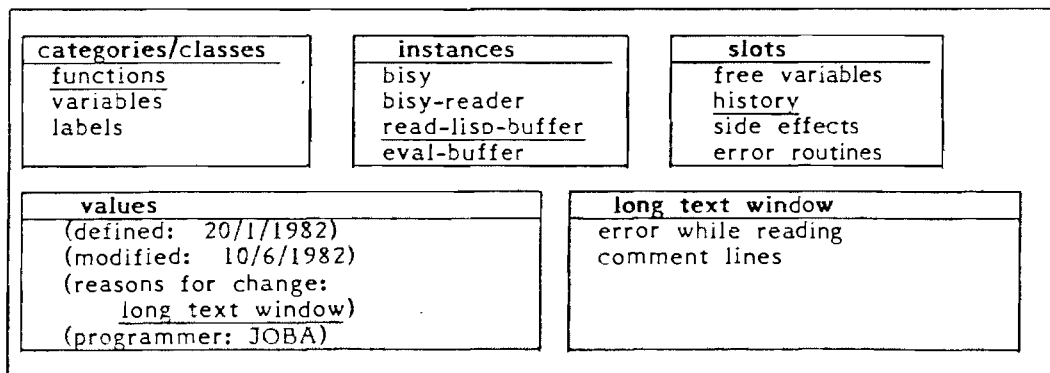 categories/classes
functions
variables
labels
instances
bisy
bisy-reader
read-lisp-buffer
eval-buffer
slots
free variables
history
side effects
error routines
values
(defined: 20/1/1982)
(modified: 10/6/1982)
(reasons for change:
long text window)
(programmer: JOBA)
long text window
error while reading
comment lines